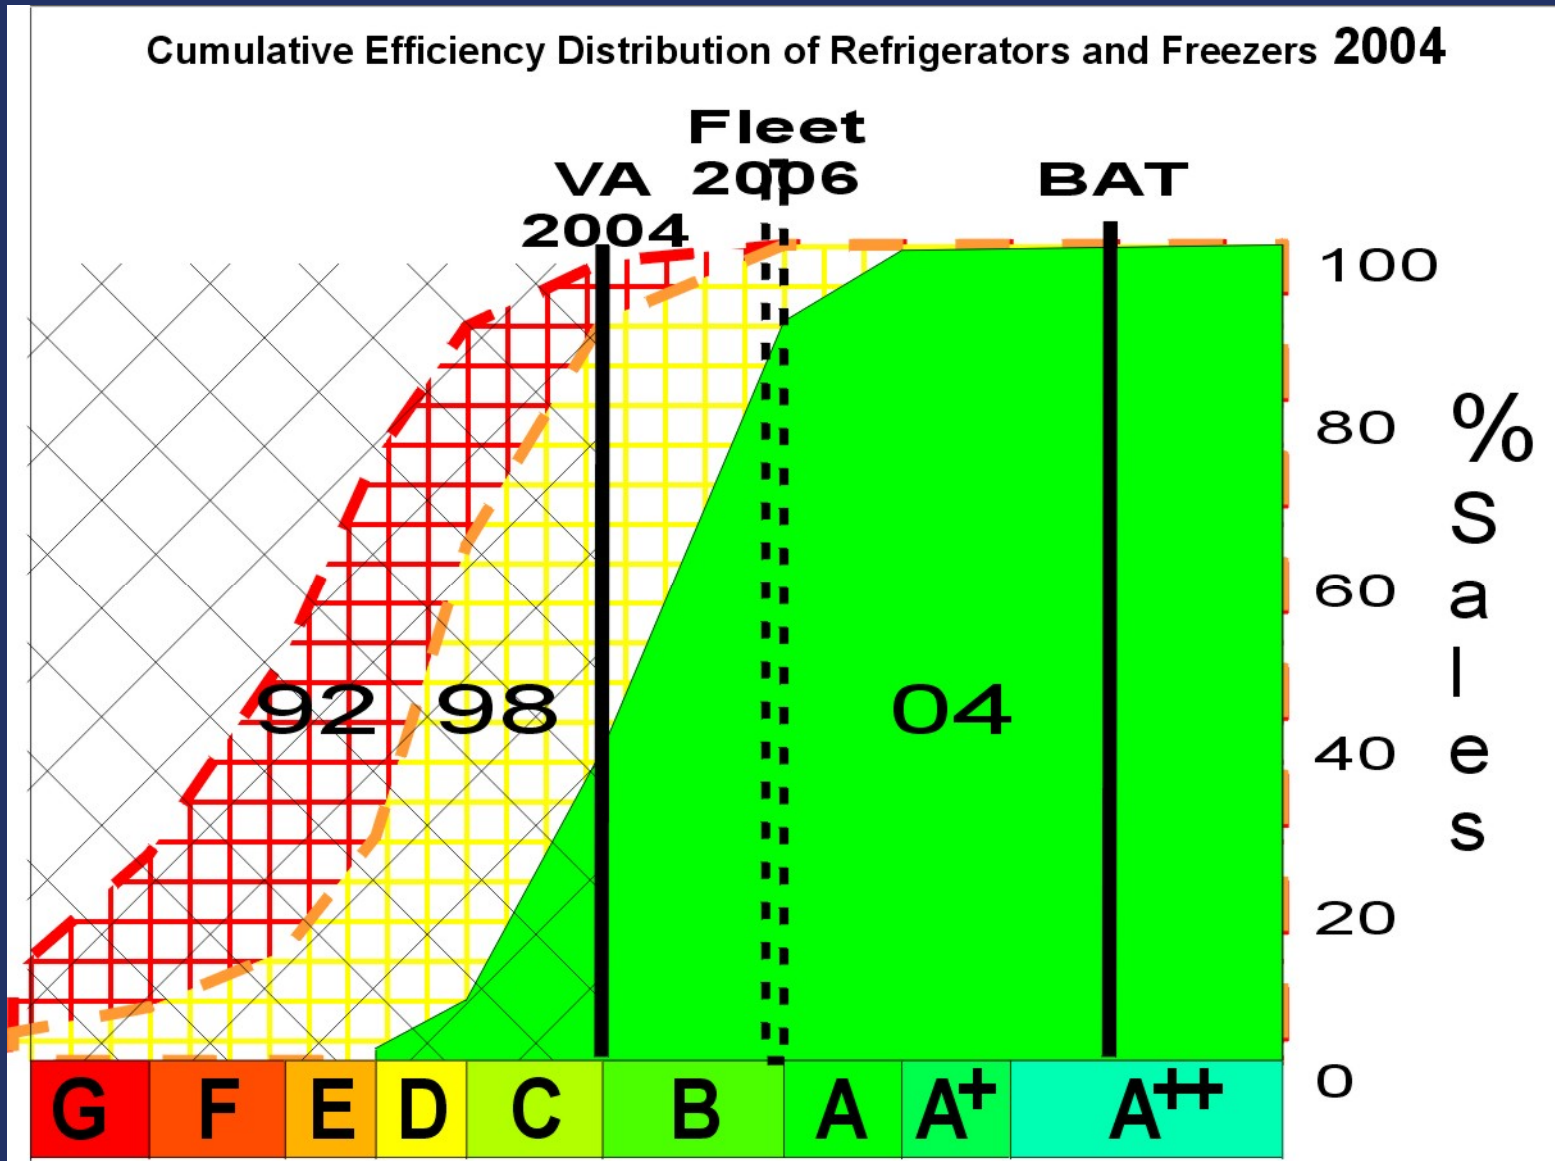 Cumulative Efficiency Distribution of Refrigerators and Freezers 2004
Fleet
2006
VA
2004
BAT
100
80
60
40
20
0
% Sales
92
98
04
G F E D C B A A+ A++